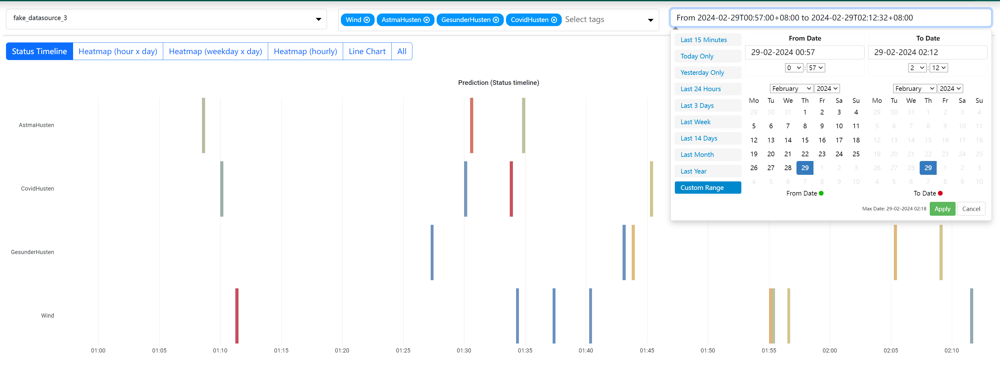 fake_datasource_3
Wind AstmaHusten GesunderHusten CovidHusten Select tags
From 2024-02-29T00:57:00+08:00 to 2024-02-29T02:12:32+08:00
Status Timeline Heatmap (hour x day) Heatmap (weekday x day) Heatmap (hourly) Line Chart All
Last 15 Minutes
Today Only
Yesterday Only
Last 24 Hours
Last 3 Days
Last Week
Last 14 Days
Last Month
Last Year
Custom Range
From Date
29-02-2024 00:57
0 : 57
February 2024
Mo Tu We Th Fr Sa Su
29 30 31 1 2 3 4
5 6 7 8 9 10 11
12 13 14 15 16 17 18
19 20 21 22 23 24 25
26 27 28 29 1 2 3
4 5 6 7 8 9 10
From Date
To Date
29-02-2024 02:12
2 : 12
February 2024
Mo Tu We Th Fr Sa Su
29 30 31 1 2 3 4
5 6 7 8 9 10 11
12 13 14 15 16 17 18
19 20 21 22 23 24 25
26 27 28 29 1 2 3
4 5 6 7 8 9 10
To Date
Max Date: 29-02-2024 02:18 Apply Cancel
Prediction (Status timeline)
AstmaHusten
CovidHusten
GesunderHusten
Wind
01:00 01:05 01:10 01:15 01:20 01:25 01:30 01:35 01:40 01:45 01:50 01:55 02:00 02:05 02:10